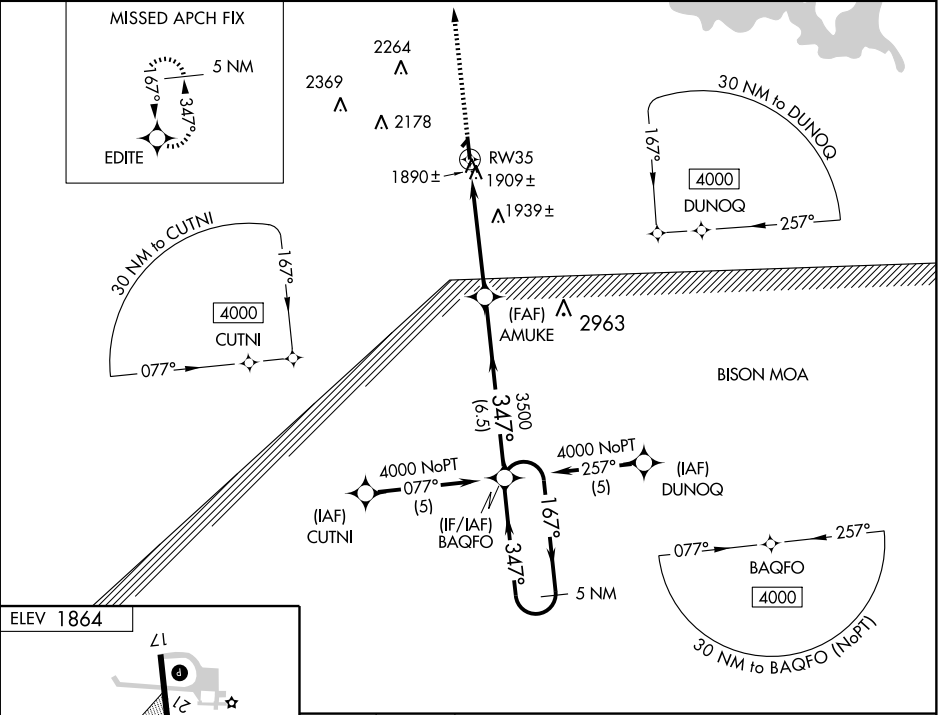 MISSED APCH FIX
5 NM
167°
347°
EDITE
2264
2369
2178
RW35
1890±
1909±
1939±
30 NM to DUNOQ
167°
4000
DUNOQ
257°
30 NM to CUTNI
167°
4000
CUTNI
077°
(FAF)
AMUKE
2963
BISON MOA
3500
347°
(6.5)
4000 NoPT
077°
(5)
(IAF)
CUTNI
4000 NoPT
257°
(5)
(IAF)
DUNOQ
(IF/IAF)
BAQFO
167°
347°
5 NM
077°
257°
BAQFO
4000
30 NM to BAQFO (NoPT)
ELEV 1864
17
P
21